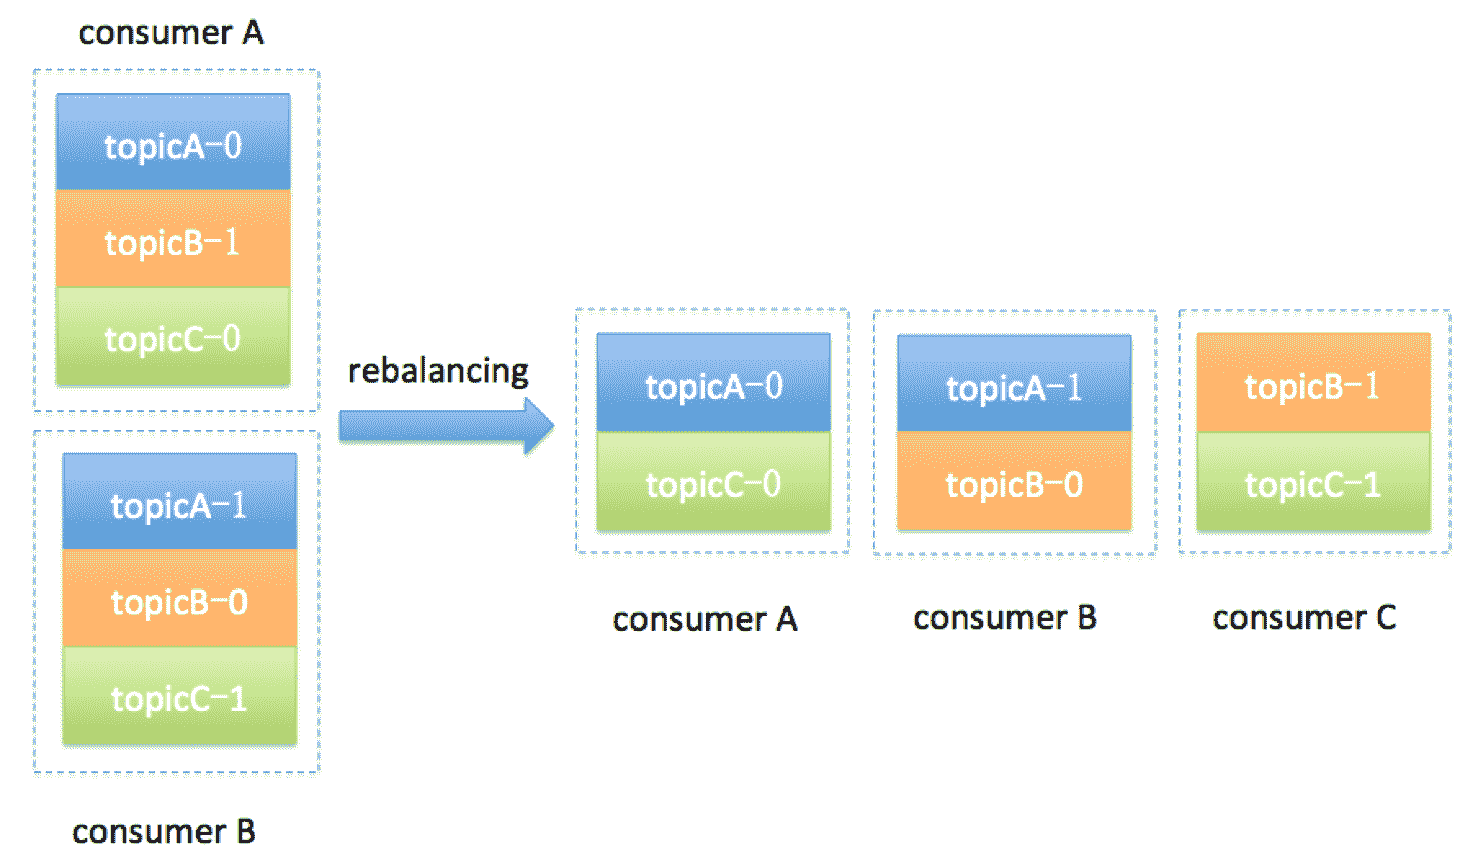 consumer A
topicA-0
topicB-1
topicC-0
topicA-1
topicB-0
topicC-1
consumer B
rebalancing
topicA-0
topicC-0
consumer A
topicA-1
topicB-0
consumer B
topicB-1
topicC-1
consumer C